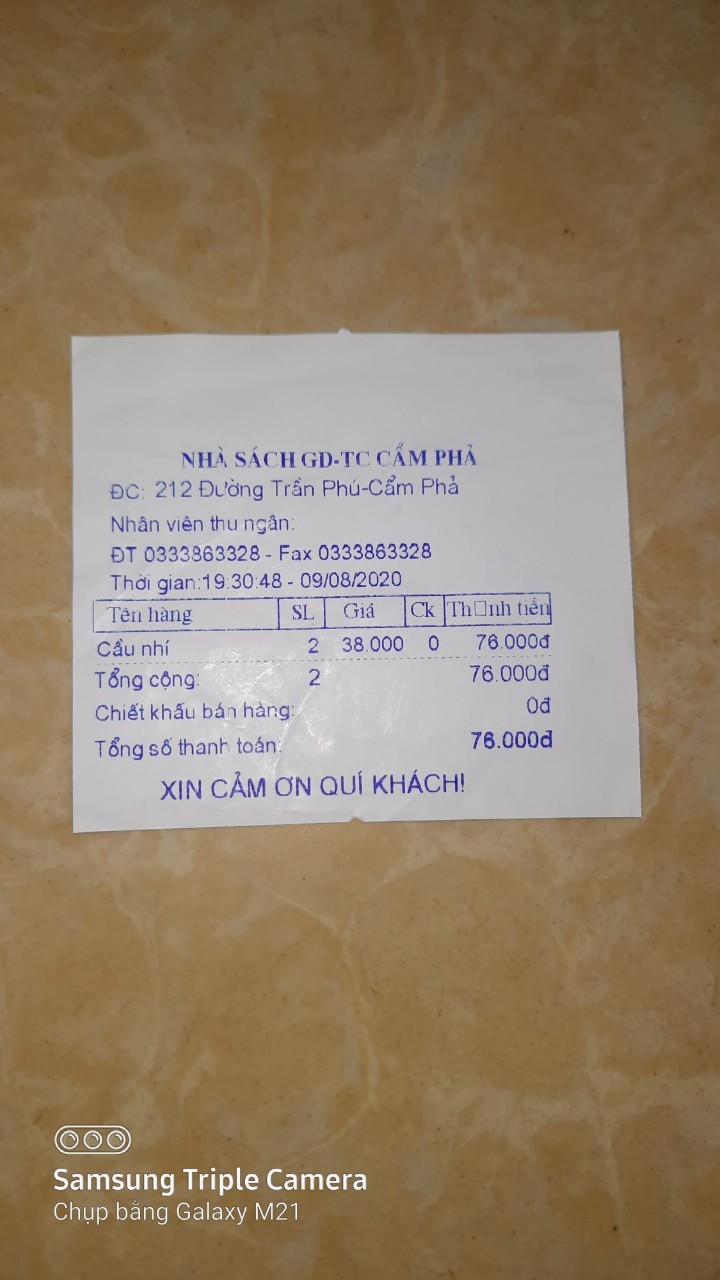 NHÀ SÁCH GD-TC CẨM PHẢ
ĐC: 212 Đường Trần Phú-Cẩm Phả
Nhân viên thu ngân:
ĐT 0333863328 - Fax 0333863328
Thời gian:19:30:48 - 09/08/2020
Tên hàng SL Giá Ck Th□nh tiền
Cầu nhí 2 38.000 0 76.000đ
Tổng cộng: 2 76.000đ
Chiết khấu bán hàng: 0đ
Tổng số thanh toán: 76.000đ
XIN CẢM ƠN QUÍ KHÁCH!
Samsung Triple Camera
Chụp bằng Galaxy M21